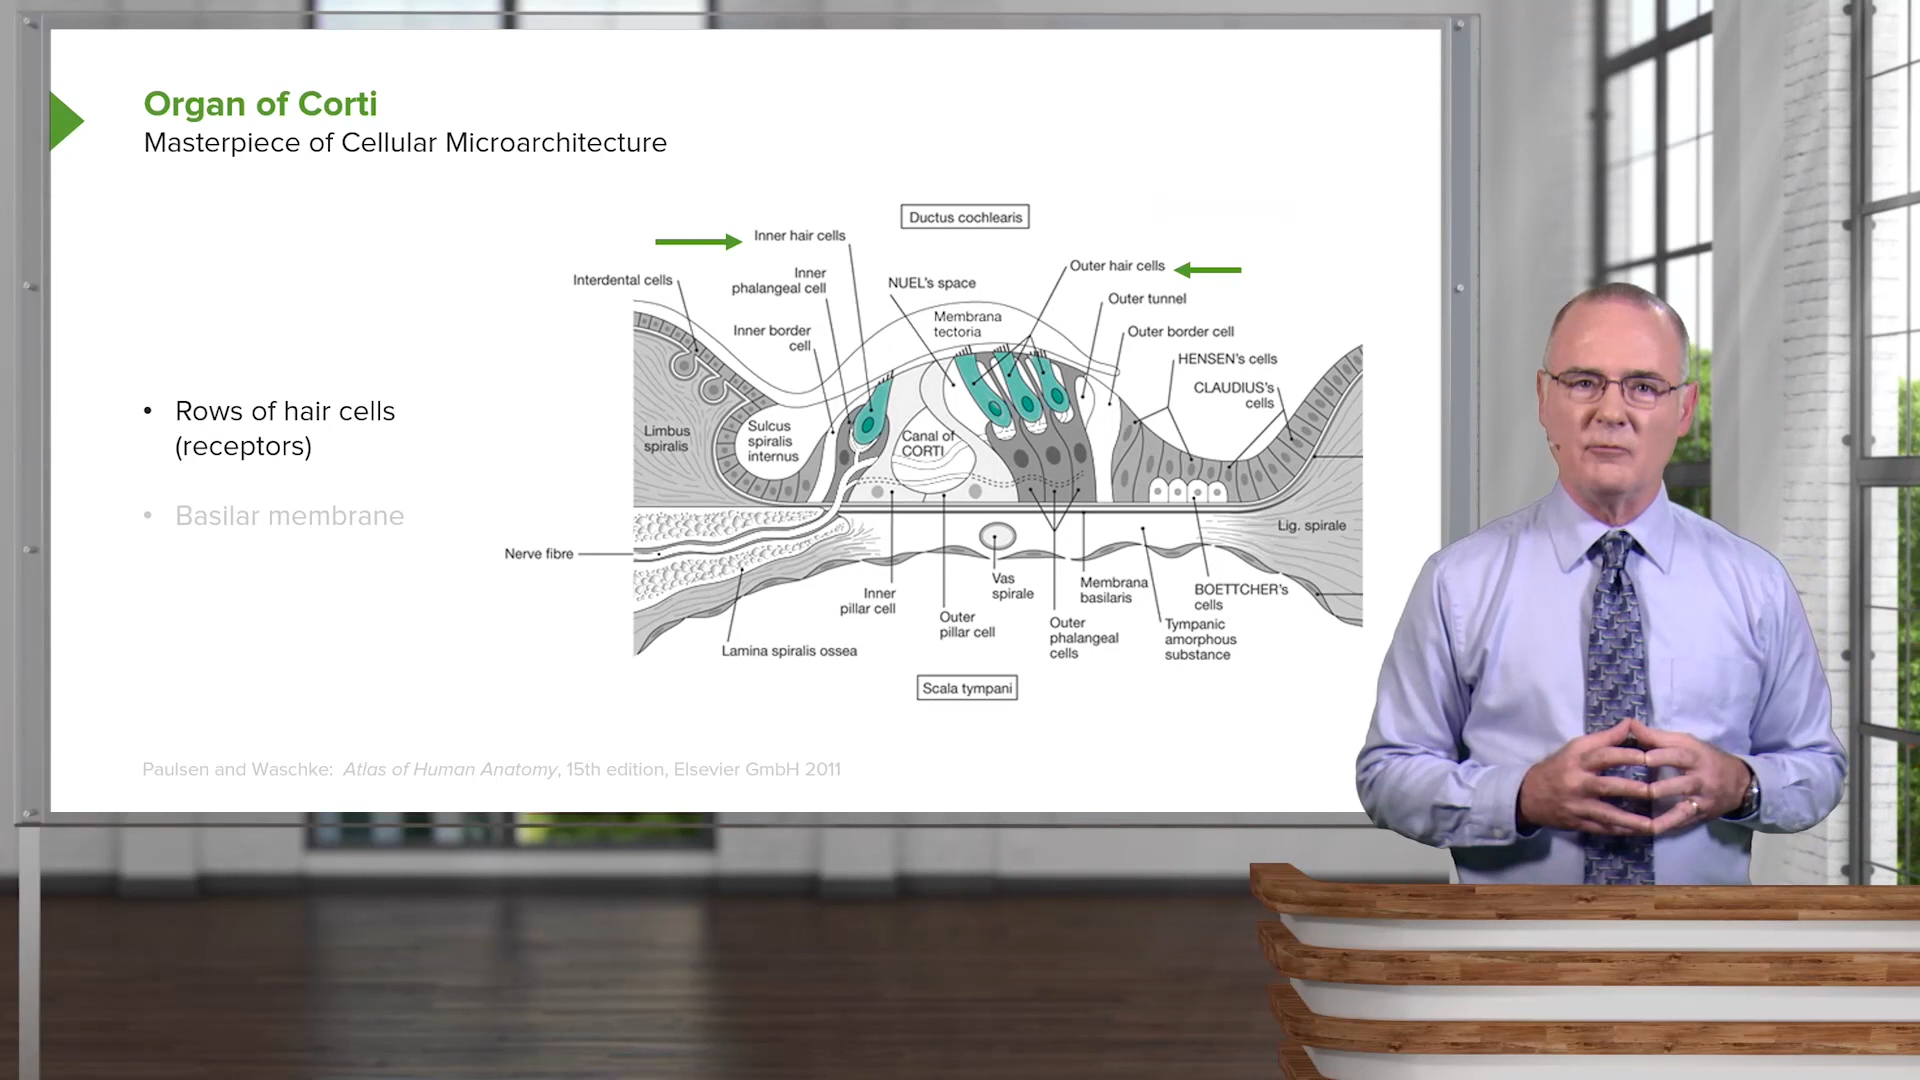 Organ of Corti
Masterpiece of Cellular Microarchitecture
Ductus cochlearis
Inner hair cells
Outer hair cells
Interdental cells
Inner
phalangeal cell
NUEL's space
Outer tunnel
Membrana
tectoria
Inner border
cell
Outer border cell
HENSEN's cells
CLAUDIUS's
cells
• Rows of hair cells
(receptors)
Limbus
spiralis
Sulcus
spiralis
internus
Canal of
CORTI
• Basilar membrane
Lig. spirale
Nerve fibre
Inner
pillar cell
Outer
pillar cell
Vas
spirale
Membrana
basilaris
BOETTCHER's
cells
Outer
phalangeal
cells
Tympanic
amorphous
substance
Lamina spiralis ossea
Scala tympani
Paulsen and Waschke: Atlas of Human Anatomy, 15th edition, Elsevier GmbH 2011